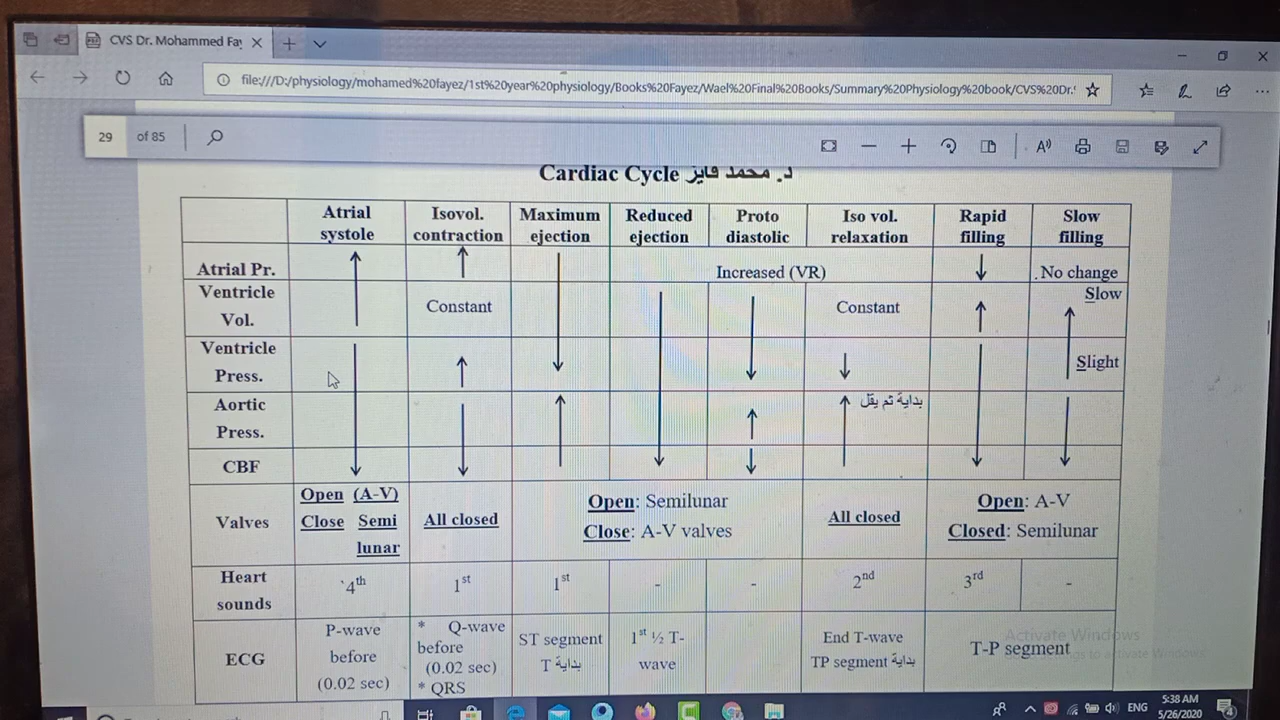 CVS Dr. Mohammed Fay
file:///D:/physiology/mohamed%20fayez/1st%20year%20physiology/Books%20Fayez/Wael%20Final%20Books/Summary%20Physiology%20book/CVS%20Dr.
29 of 85
Cardiac Cycle د. محمد فايز
Atrial systole
Isovol. contraction
Maximum ejection
Reduced ejection
Proto diastolic
Iso vol. relaxation
Rapid filling
Slow filling
Atrial Pr.
Increased (VR)
. No change
Ventricle Vol.
Constant
Constant
Slow
Ventricle Press.
Slight
Aortic Press.
بداية ثم يقل
CBF
Valves
Open (A-V)
Close Semi
lunar
All closed
Open: Semilunar
Close: A-V valves
All closed
Open: A-V
Closed: Semilunar
Heart sounds
4th
1st
1st
-
-
2nd
3rd
-
ECG
P-wave
before
(0.02 sec)
* Q-wave
before
(0.02 sec)
* QRS
ST segment
بداية T
1st ½ T-
wave
End T-wave
TP segment بداية
T-P segment
Activate Windows
ENG
5:38 AM
5/26/2020
4